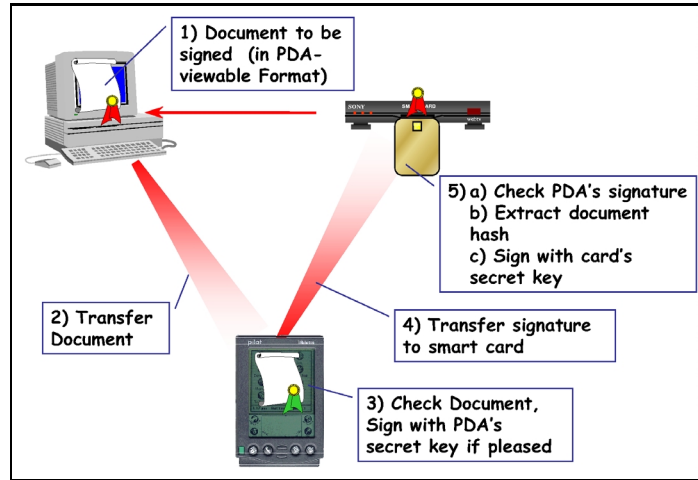 1) Document to be
signed (in PDA-
viewable Format)
SONY
5) a) Check PDA's signature
b) Extract document
hash
c) Sign with card's
secret key
2) Transfer
Document
4) Transfer signature
to smart card
3) Check Document,
Sign with PDA's
secret key if pleased